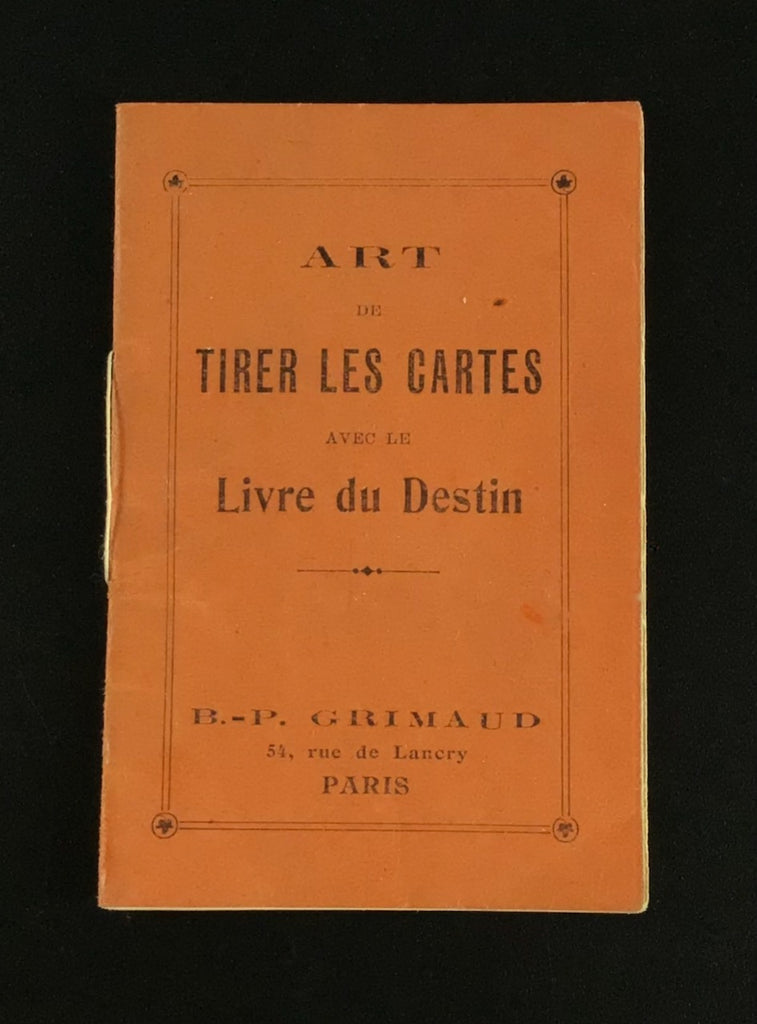 ART
DE
TIRER LES CARTES
AVEC LE
Livre du Destin
B.-P. GRIMAUD
54, rue de Lancry
PARIS